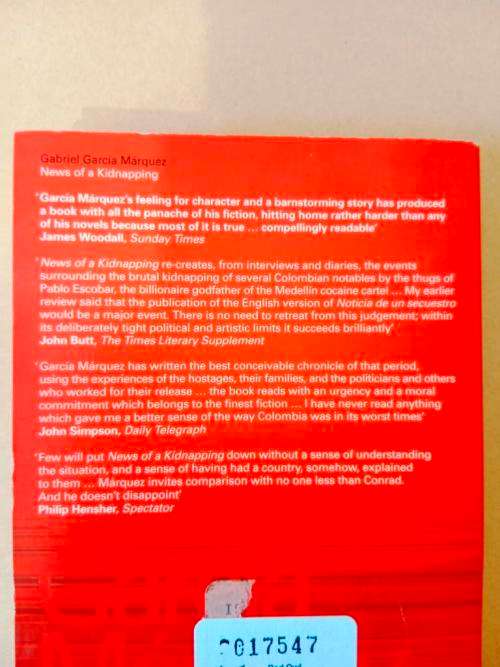 Gabriel García Márquez
News of a Kidnapping
'García Márquez's feeling for character and a barnstorming story has produced
a book with all the panache of his fiction, hitting home rather harder than any
of his novels because most of it is true ... compellingly readable'
James Woodall, Sunday Times
'News of a Kidnapping re-creates, from interviews and diaries, the events
surrounding the brutal kidnapping of several Colombian notables by the thugs of
Pablo Escobar, the billionaire godfather of the Medellín cocaine cartel ... My earlier
review said that the publication of the English version of Noticia de un secuestro
would be a major event. There is no need to retreat from this judgement; within
its deliberately tight political and artistic limits it succeeds brilliantly'
John Butt, The Times Literary Supplement
'García Márquez has written the best conceivable chronicle of that period,
using the experiences of the hostages, their families, and the politicians and others
who worked for their release ... the book reads with an urgency and a moral
commitment which belongs to the finest fiction ... I have never read anything
which gave me a better sense of the way Colombia was in its worst times'
John Simpson, Daily Telegraph
'Few will put News of a Kidnapping down without a sense of understanding
the situation, and a sense of having had a country, somehow, explained
to them ... Márquez invites comparison with no one less than Conrad.
And he doesn't disappoint'
Philip Hensher, Spectator
017547